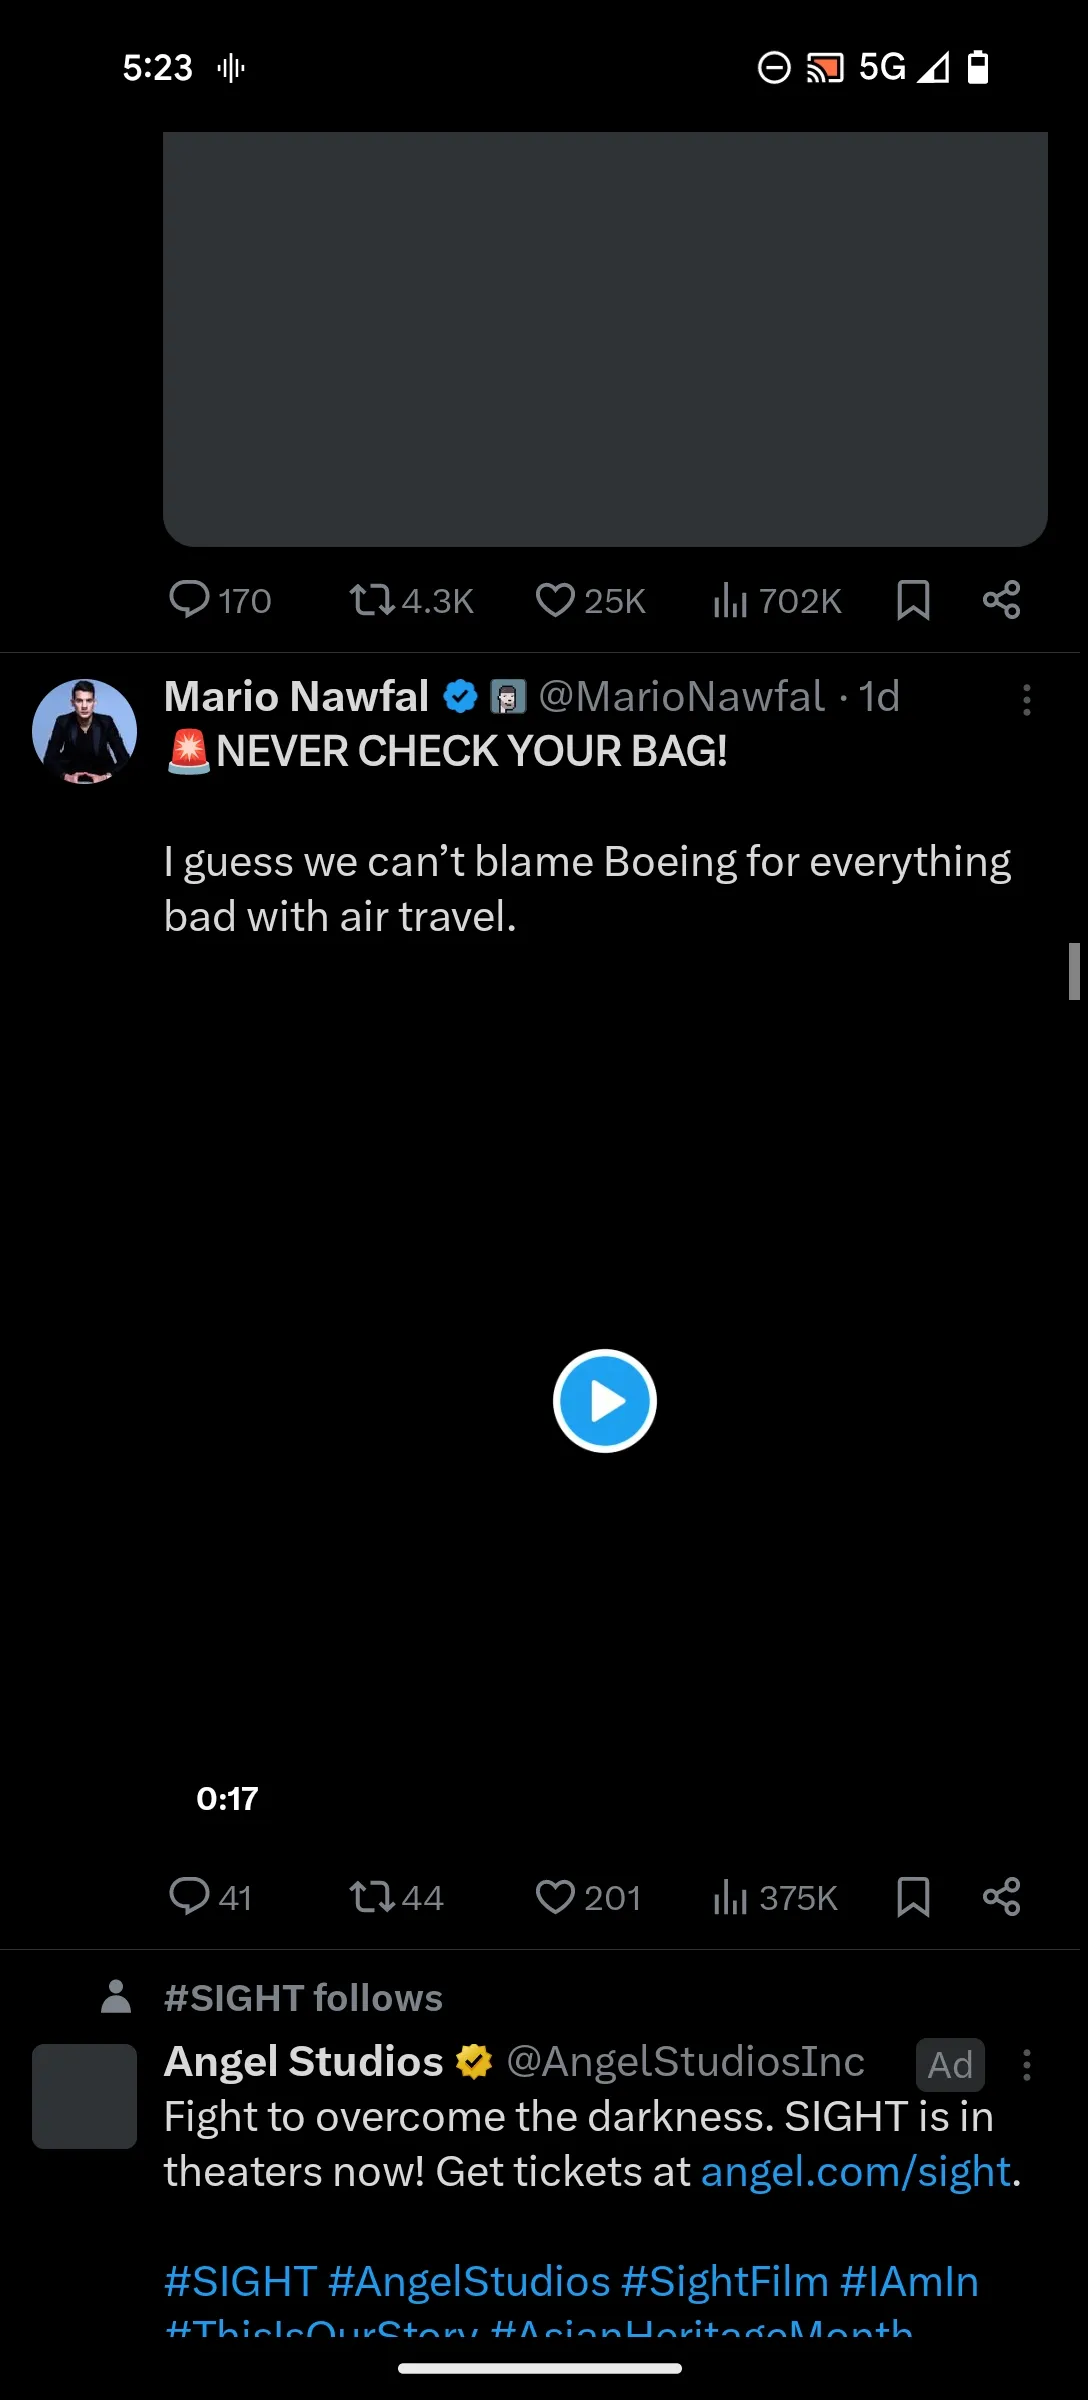 5:23 5G
170 4.3K 25K 702K
Mario Nawfal @MarioNawfal · 1d
🚨NEVER CHECK YOUR BAG!
I guess we can’t blame Boeing for everything
bad with air travel.
0:17
41 44 201 375K
#SIGHT follows
Angel Studios @AngelStudiosInc Ad
Fight to overcome the darkness. SIGHT is in
theaters now! Get tickets at angel.com/sight.
#SIGHT #AngelStudios #SightFilm #IAmIn
#ThisIsOurStory #AsianHeritageMonth